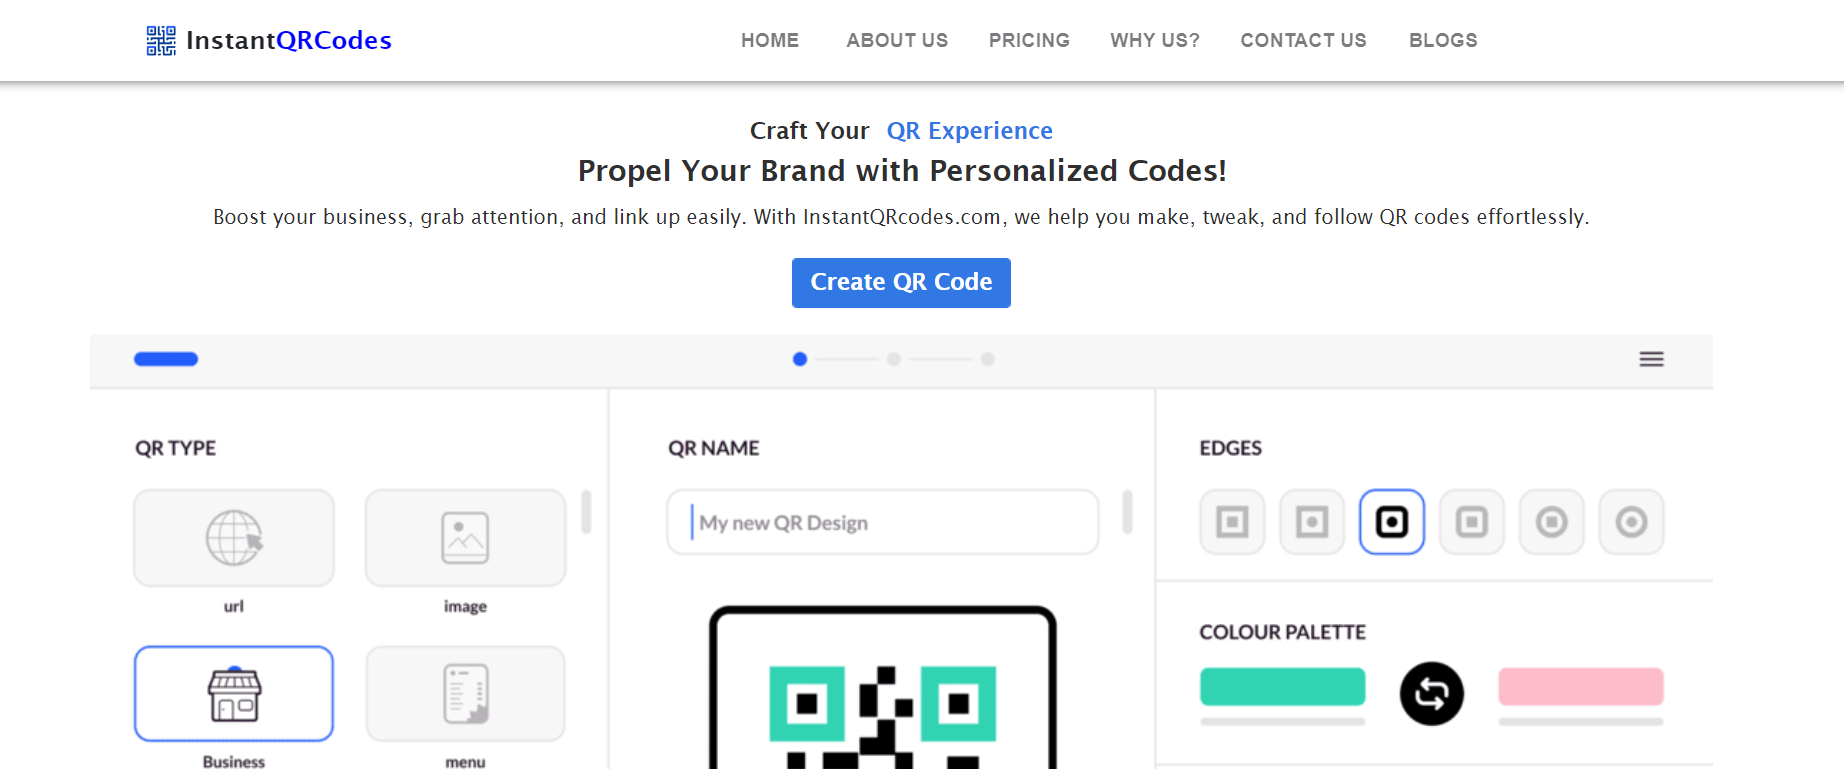 InstantQRCodes
HOME ABOUT US PRICING WHY US? CONTACT US BLOGS
Craft Your QR Experience
Propel Your Brand with Personalized Codes!
Boost your business, grab attention, and link up easily. With InstantQRcodes.com, we help you make, tweak, and follow QR codes effortlessly.
Create QR Code
QR TYPE
url
image
Business
menu
QR NAME
My new QR Design
EDGES
COLOUR PALETTE